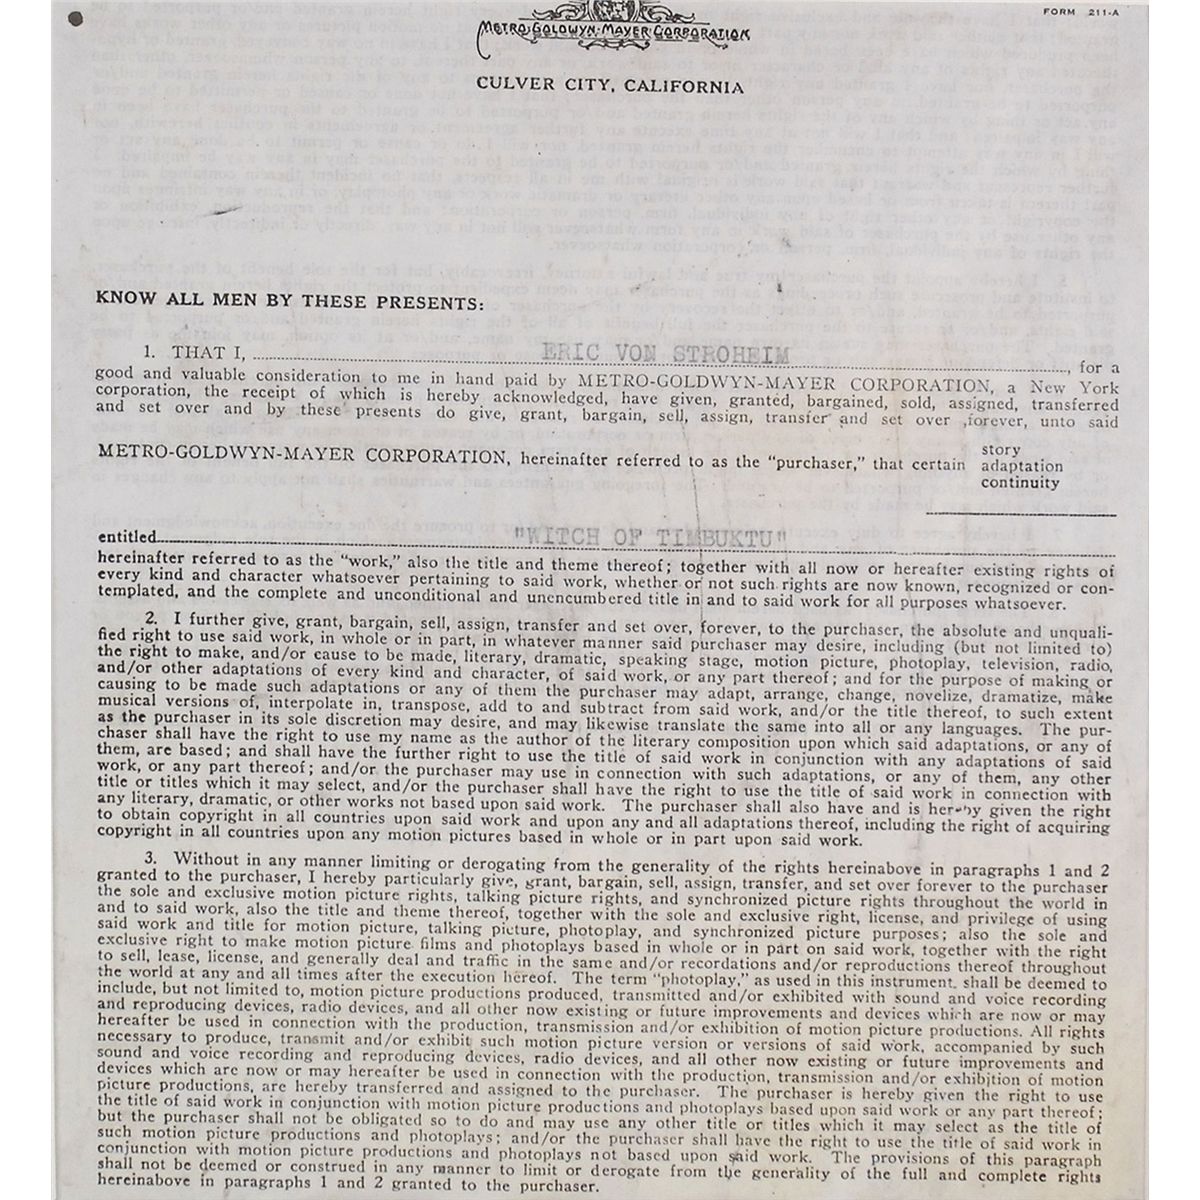 FORM 211-A
METRO-GOLDWYN-MAYER CORPORATION
CULVER CITY, CALIFORNIA
KNOW ALL MEN BY THESE PRESENTS:
1. THAT I, ERIC VON STROHEIM, for a
good and valuable consideration to me in hand paid by METRO-GOLDWYN-MAYER CORPORATION, a New York
corporation, the receipt of which is hereby acknowledged, have given, granted, bargained, sold, assigned, transferred
and set over and by these presents do give, grant, bargain, sell, assign, transfer and set over ,forever, unto said
METRO-GOLDWYN-MAYER CORPORATION, hereinafter referred to as the "purchaser," that certain
story
adaptation
continuity
entitled "WITCH OF TIMBUKTU"
hereinafter referred to as the "work," also the title and theme thereof; together with all now or hereafter existing rights of
every kind and character whatsoever pertaining to said work, whether or not such rights are now known, recognized or con-
templated, and the complete and unconditional and unencumbered title in and to said work for all purposes whatsoever.
2. I further give, grant, bargain, sell, assign, transfer and set over, forever, to the purchaser, the absolute and unquali-
fied right to use said work, in whole or in part, in whatever manner said purchaser may desire, including (but not limited to)
the right to make, and/or cause to be made, literary, dramatic, speaking stage, motion picture, photoplay, television, radio,
and/or other adaptations of every kind and character, of said work, or any part thereof; and for the purpose of making or
causing to be made such adaptations or any of them the purchaser may adapt, arrange, change, novelize, dramatize, make
musical versions of, interpolate in, transpose, add to and subtract from said work, and/or the title thereof, to such extent
as the purchaser in its sole discretion may desire, and may likewise translate the same into all or any languages. The pur-
chaser shall have the right to use my name as the author of the literary composition upon which said adaptations, or any of
them, are based; and shall have the further right to use the title of said work in conjunction with any adaptations of said
work, or any part thereof; and/or the purchaser may use in connection with such adaptations, or any of them, any other
title or titles which it may select, and/or the purchaser shall have the right to use the title of said work in connection with
any literary, dramatic, or other works not based upon said work. The purchaser shall also have and is hereby given the right
to obtain copyright in all countries upon said work and upon any and all adaptations thereof, including the right of acquiring
copyright in all countries upon any motion pictures based in whole or in part upon said work.
3. Without in any manner limiting or derogating from the generality of the rights hereinabove in paragraphs 1 and 2
granted to the purchaser, I hereby particularly give, grant, bargain, sell, assign, transfer, and set over forever to the purchaser
the sole and exclusive motion picture rights, talking picture rights, and synchronized picture rights throughout the world in
and to said work, also the title and theme thereof, together with the sole and exclusive right, license, and privilege of using
said work and title for motion picture, talking picture, photoplay, and synchronized picture purposes; also the sole and
exclusive right to make motion picture films and photoplays based in whole or in part on said work, together with the right
to sell, lease, license, and generally deal and traffic in the same and/or recordations and/or reproductions thereof throughout
the world at any and all times after the execution hereof. The term "photoplay," as used in this instrument, shall be deemed to
include, but not limited to, motion picture productions produced, transmitted and/or exhibited with sound and voice recording
and reproducing devices, radio devices, and all other now existing or future improvements and devices which are now or may
hereafter be used in connection with the production, transmission and/or exhibition of motion picture productions. All rights
necessary to produce, transmit and/or exhibit such motion picture version or versions of said work, accompanied by such
sound and voice recording and reproducing devices, radio devices, and all other now existing or future improvements and
devices which are now or may hereafter be used in connection with the production, transmission and/or exhibition of motion
picture productions, are hereby transferred and assigned to the purchaser. The purchaser is hereby given the right to use
the title of said work in conjunction with motion picture productions and photoplays based upon said work or any part thereof;
but the purchaser shall not be obligated so to do and may use any other title or titles which it may select as the title of
such motion picture productions and photoplays; and/or the purchaser shall have the right to use the title of said work in
conjunction with motion picture productions and photoplays not based upon said work. The provisions of this paragraph
shall not be deemed or construed in any manner to limit or derogate from the generality of the full and complete rights
hereinabove in paragraphs 1 and 2 granted to the purchaser.